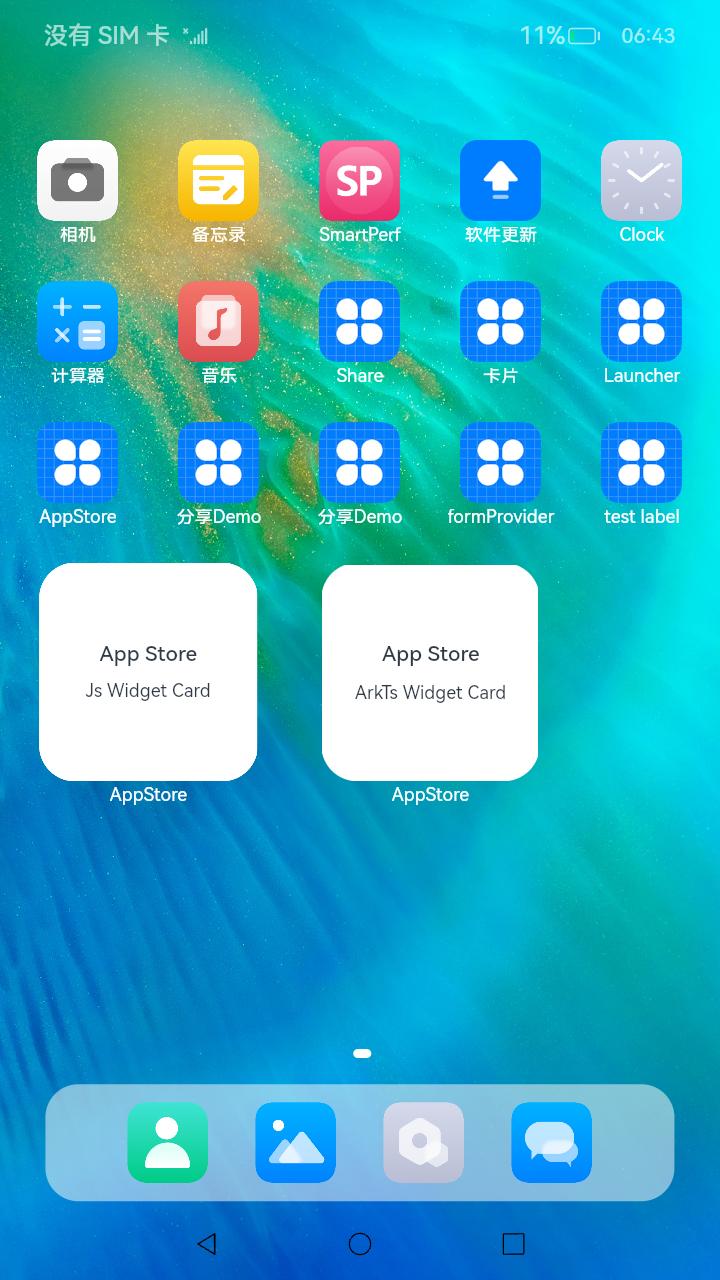 没有 SIM 卡 11% 06:43
相机 备忘录 SmartPerf 软件更新 Clock
SP
计算器 音乐 Share 卡片 Launcher
AppStore 分享Demo 分享Demo formProvider test label
App Store
Js Widget Card
AppStore
App Store
ArkTs Widget Card
AppStore